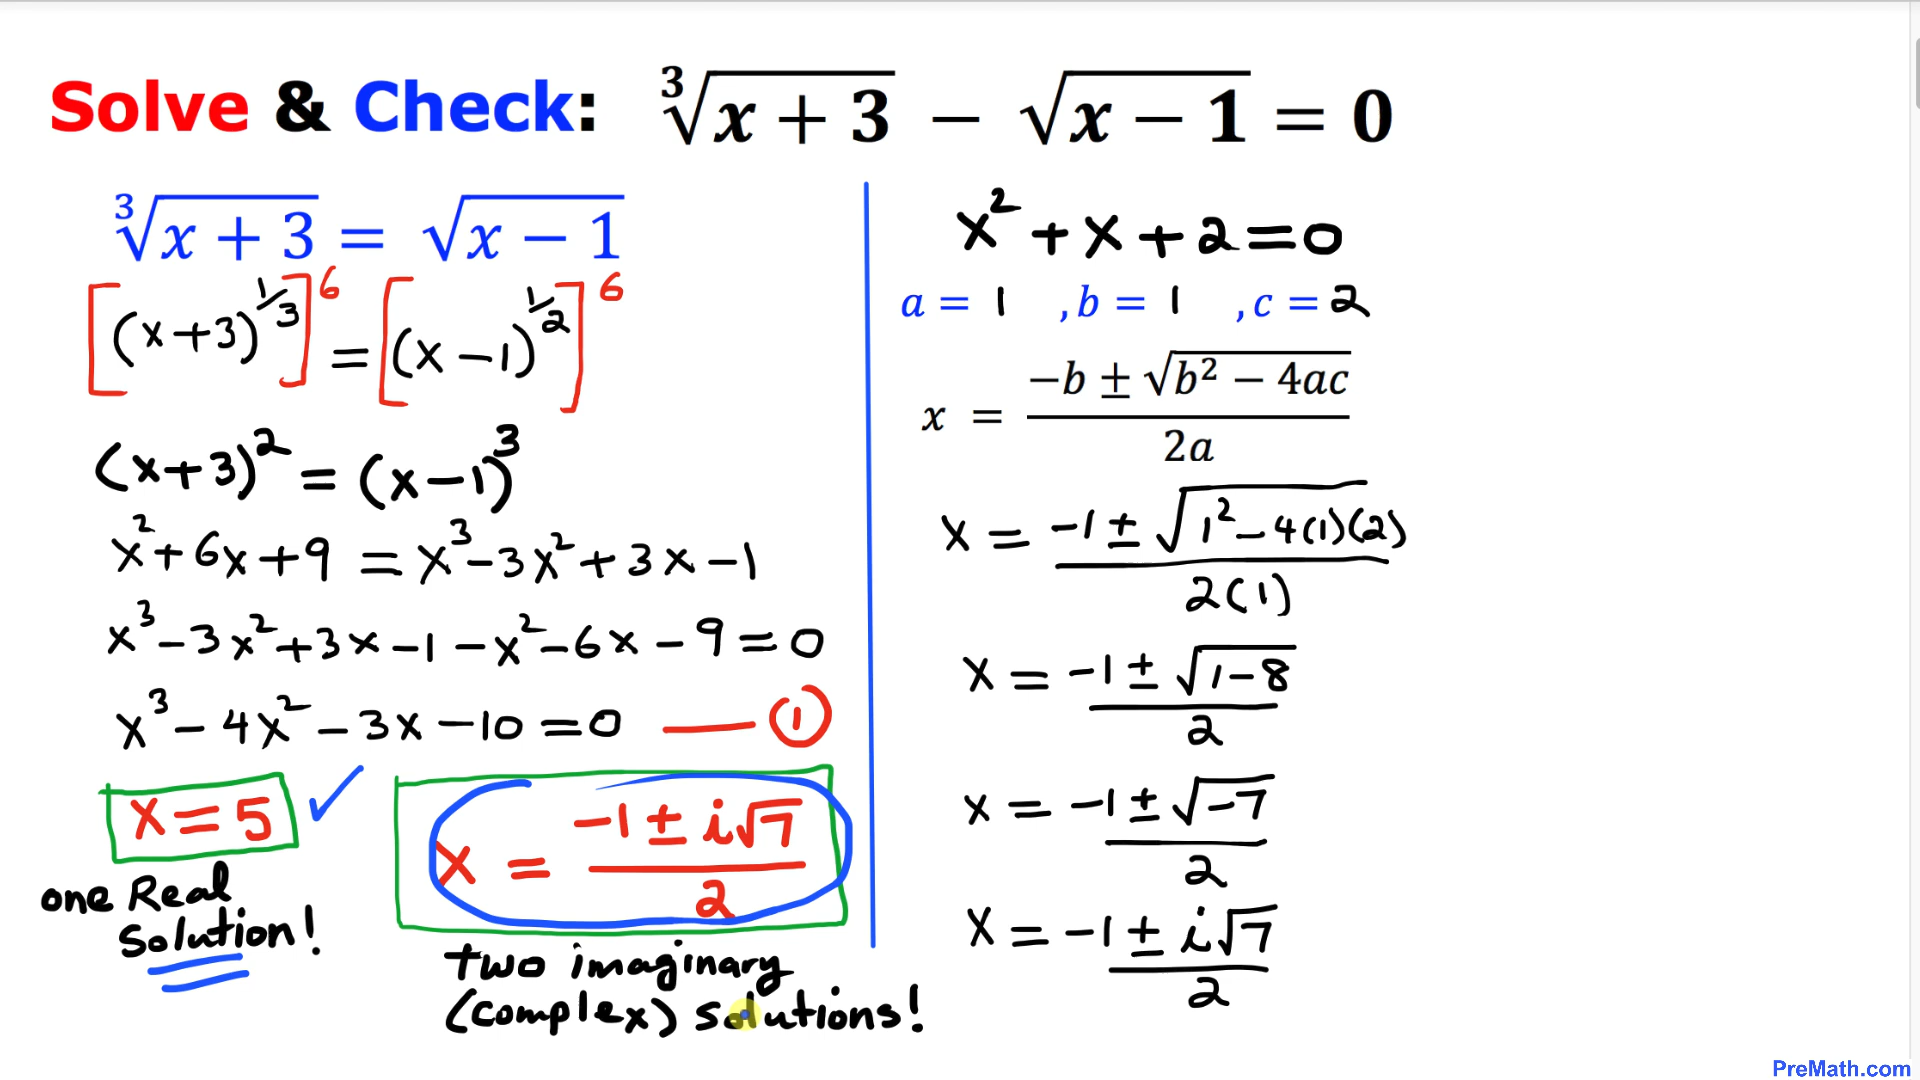 Solve & Check: ∛(x + 3) − √(x − 1) = 0
∛(x + 3) = √(x − 1)
[(x+3)^(1/3)]^6 = [(x−1)^(1/2)]^6
(x+3)² = (x−1)³
x² + 6x + 9 = x³ − 3x² + 3x − 1
x³ − 3x² + 3x − 1 − x² − 6x − 9 = 0
x³ − 4x² − 3x − 10 = 0 —— ①
x = 5 ✓
one Real
solution!
x = (−1 ± i√7)/2
two imaginary
(complex) solutions!
x² + x + 2 = 0
a = 1 , b = 1 , c = 2
x = (−b ± √(b² − 4ac))/(2a)
x = (−1 ± √(1² − 4(1)(2)))/(2(1))
x = (−1 ± √(1−8))/2
x = (−1 ± √(−7))/2
x = (−1 ± i√7)/2
PreMath.com